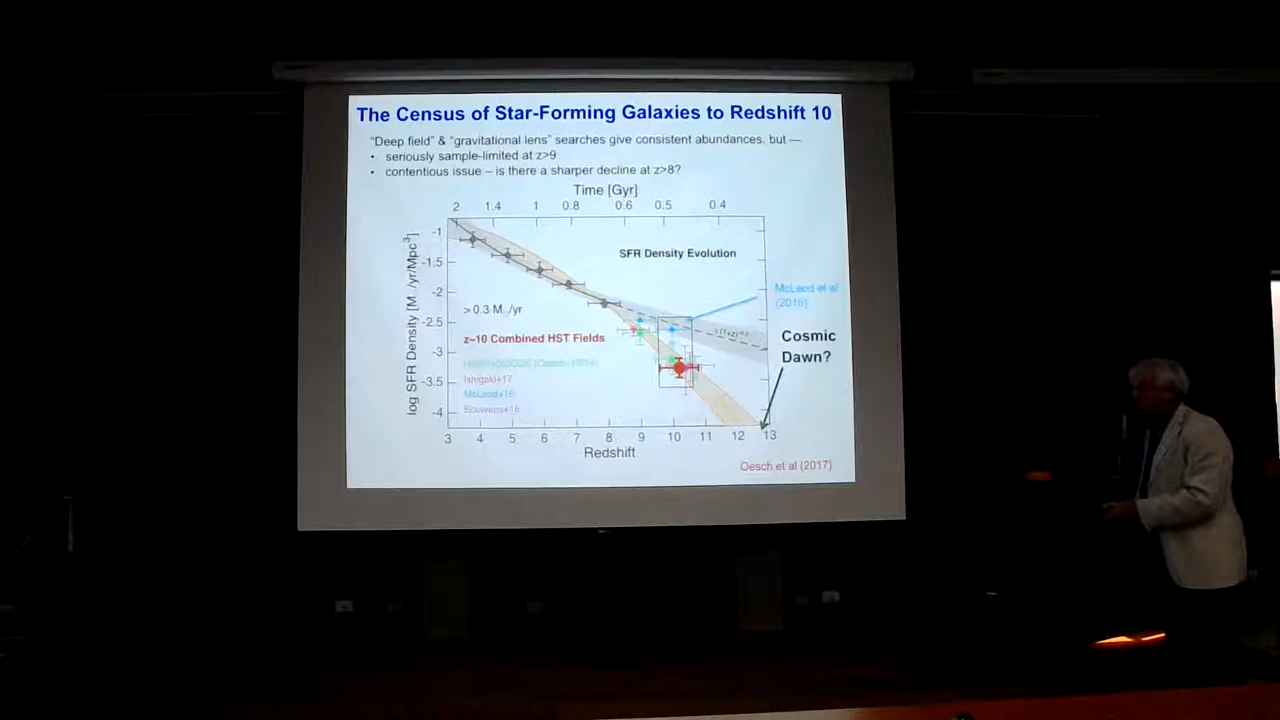 The Census of Star-Forming Galaxies to Redshift 10
"Deep field" & "gravitational lens" searches give consistent abundances, but —
• seriously sample-limited at z>9
• contentious issue – is there a sharper decline at z>8?
Time [Gyr]
2 1.4 1 0.8 0.6 0.5 0.4
-1
-1.5
-2
-2.5
-3
-3.5
-4
log SFR Density [M /yr/Mpc³]
SFR Density Evolution
McLeod et al
(2016)
> 0.3 M /yr
z~10 Combined HST Fields
Cosmic
Dawn?
Ishigaki+17
McLeod+16
Bouwens+16
3 4 5 6 7 8 9 10 11 12 13
Redshift
Oesch et al (2017)